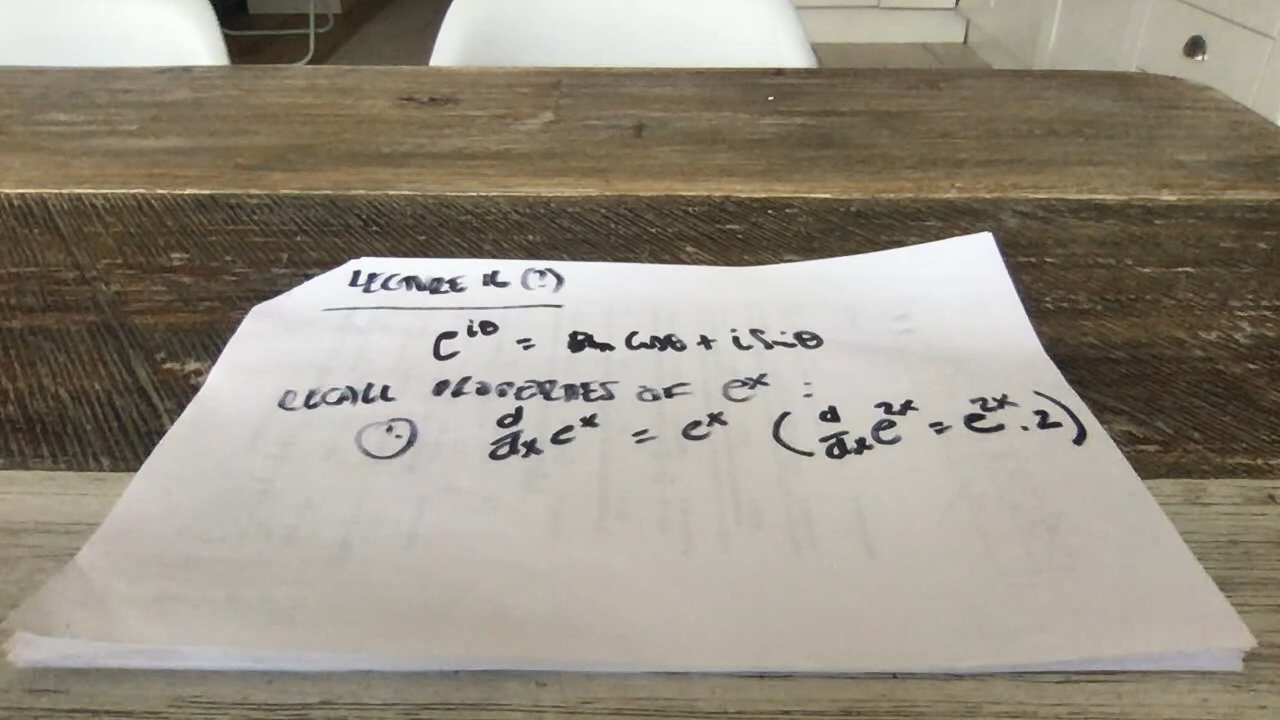 LECTURE 16 (?)
e^{iθ} = cosθ + i sinθ
RECALL PROPERTIES OF e^x :
d/dx e^x = e^x ( d/dx e^{2x} = e^{2x} . 2 )